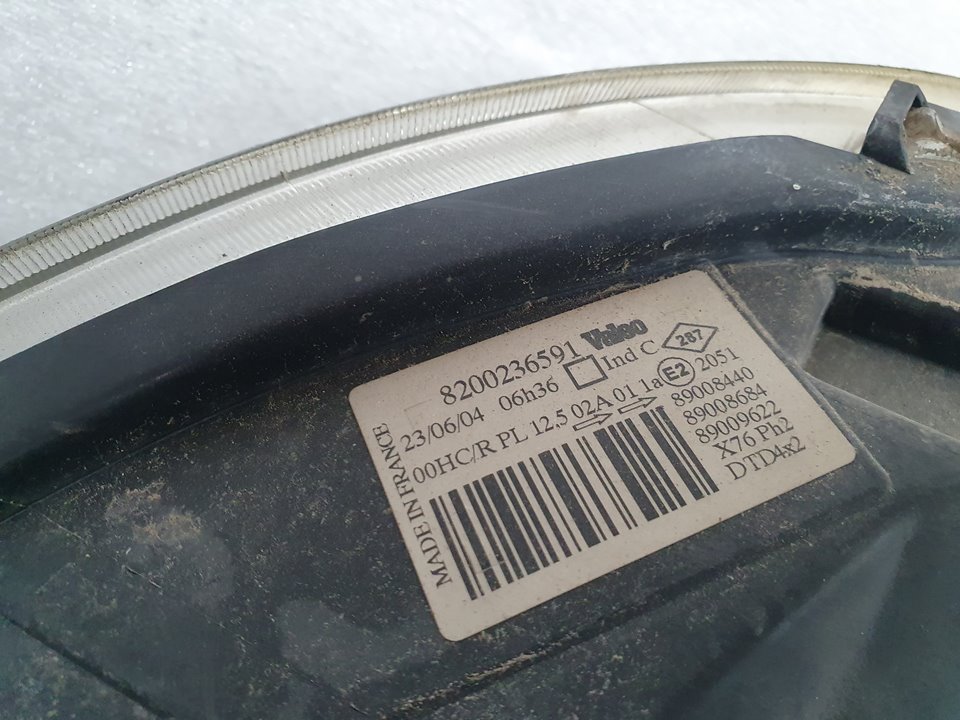 8200236591 Valeo
23/06/04 06h36 Ind C 287
00HC/R PL 12.5 02A 01 1a E2 2051
89008440
89008684
89009622
X76 Ph2
DTD4x2
MADE IN FRANCE